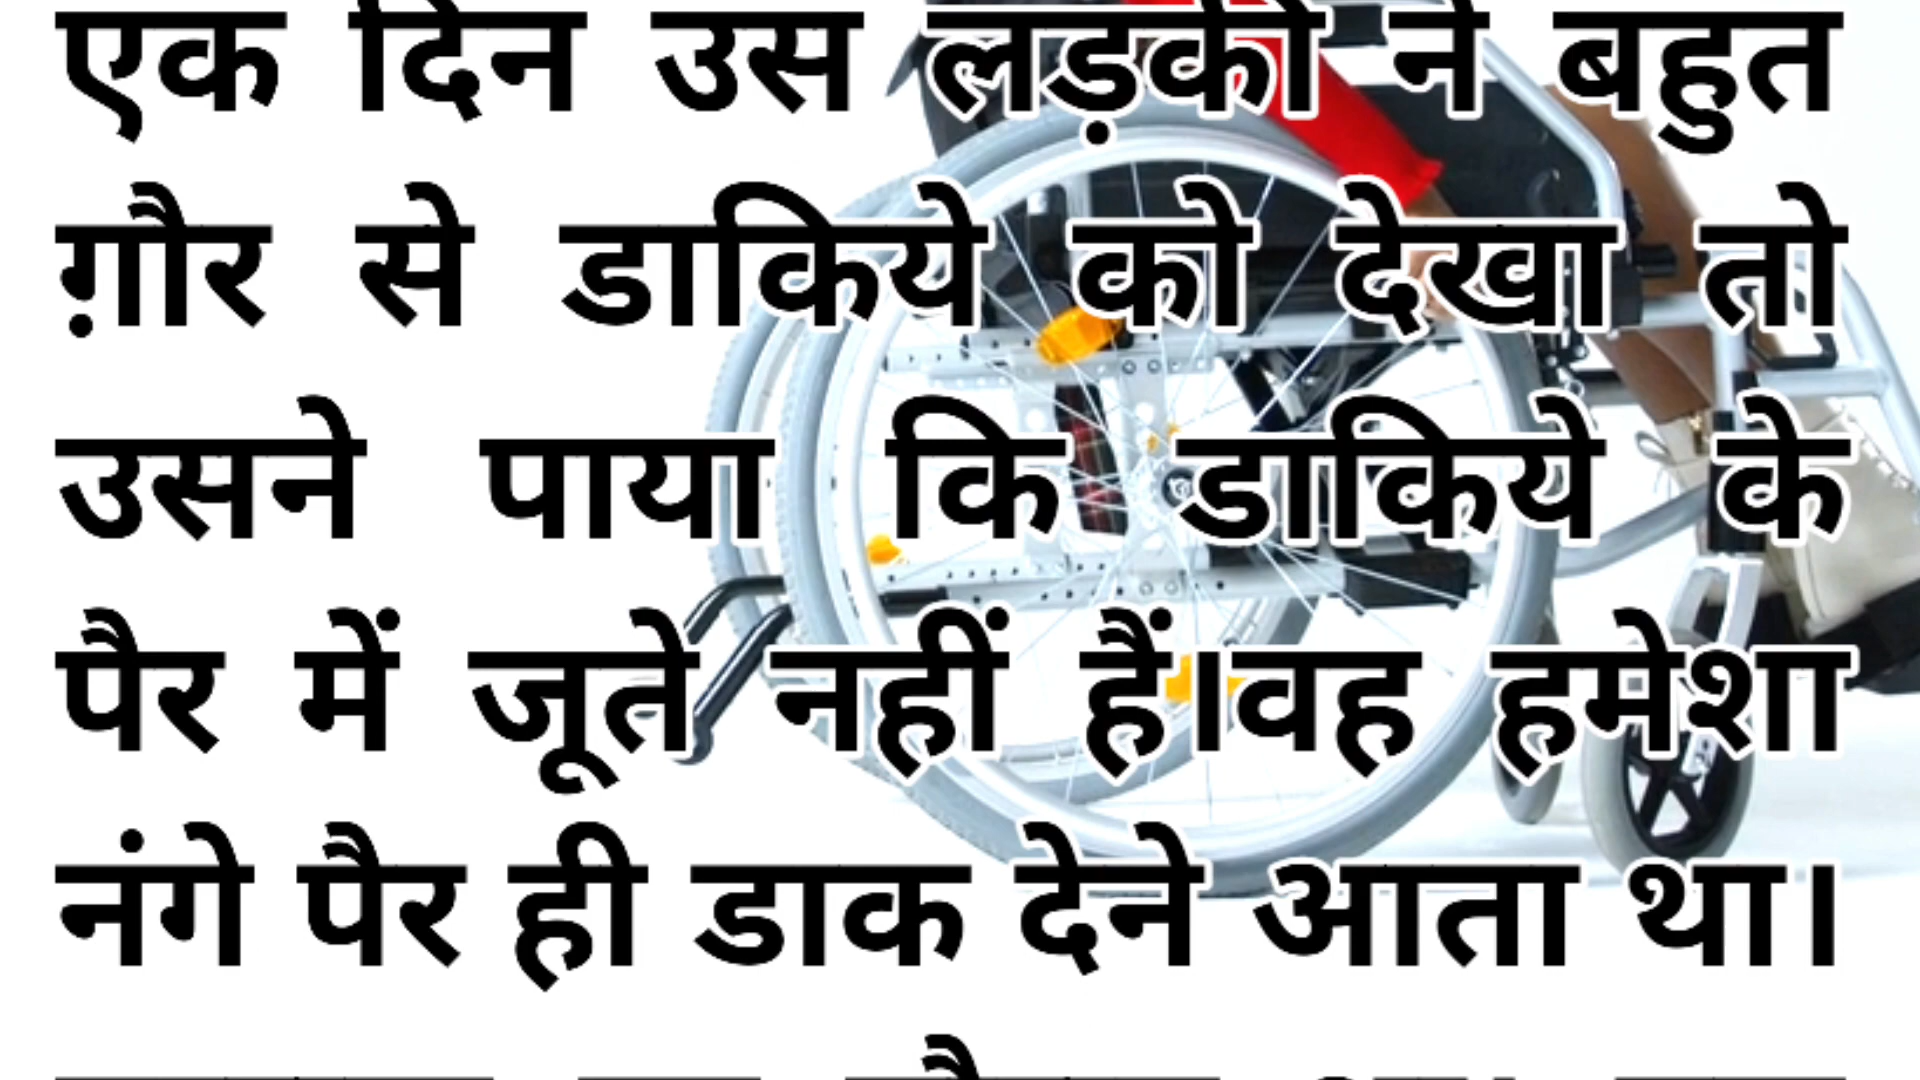 एक दिन उस लड़की ने बहुत
ग़ौर से डाकिये को देखा तो
उसने पाया कि डाकिये के
पैर में जूते नहीं हैं।वह हमेशा
नंगे पैर ही डाक देने आता था।